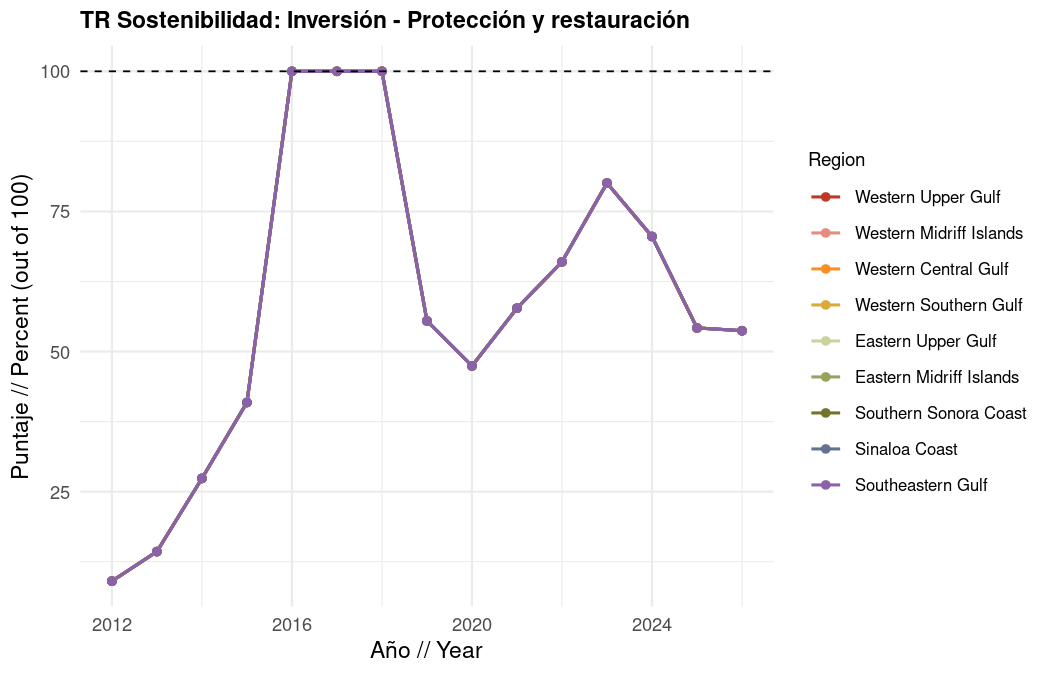 TR Sostenibilidad: Inversión - Protección y restauración
Puntaje // Percent (out of 100)
100
75
50
25
2012
2016
2020
2024
Año // Year
Region
Western Upper Gulf
Western Midriff Islands
Western Central Gulf
Western Southern Gulf
Eastern Upper Gulf
Eastern Midriff Islands
Southern Sonora Coast
Sinaloa Coast
Southeastern Gulf